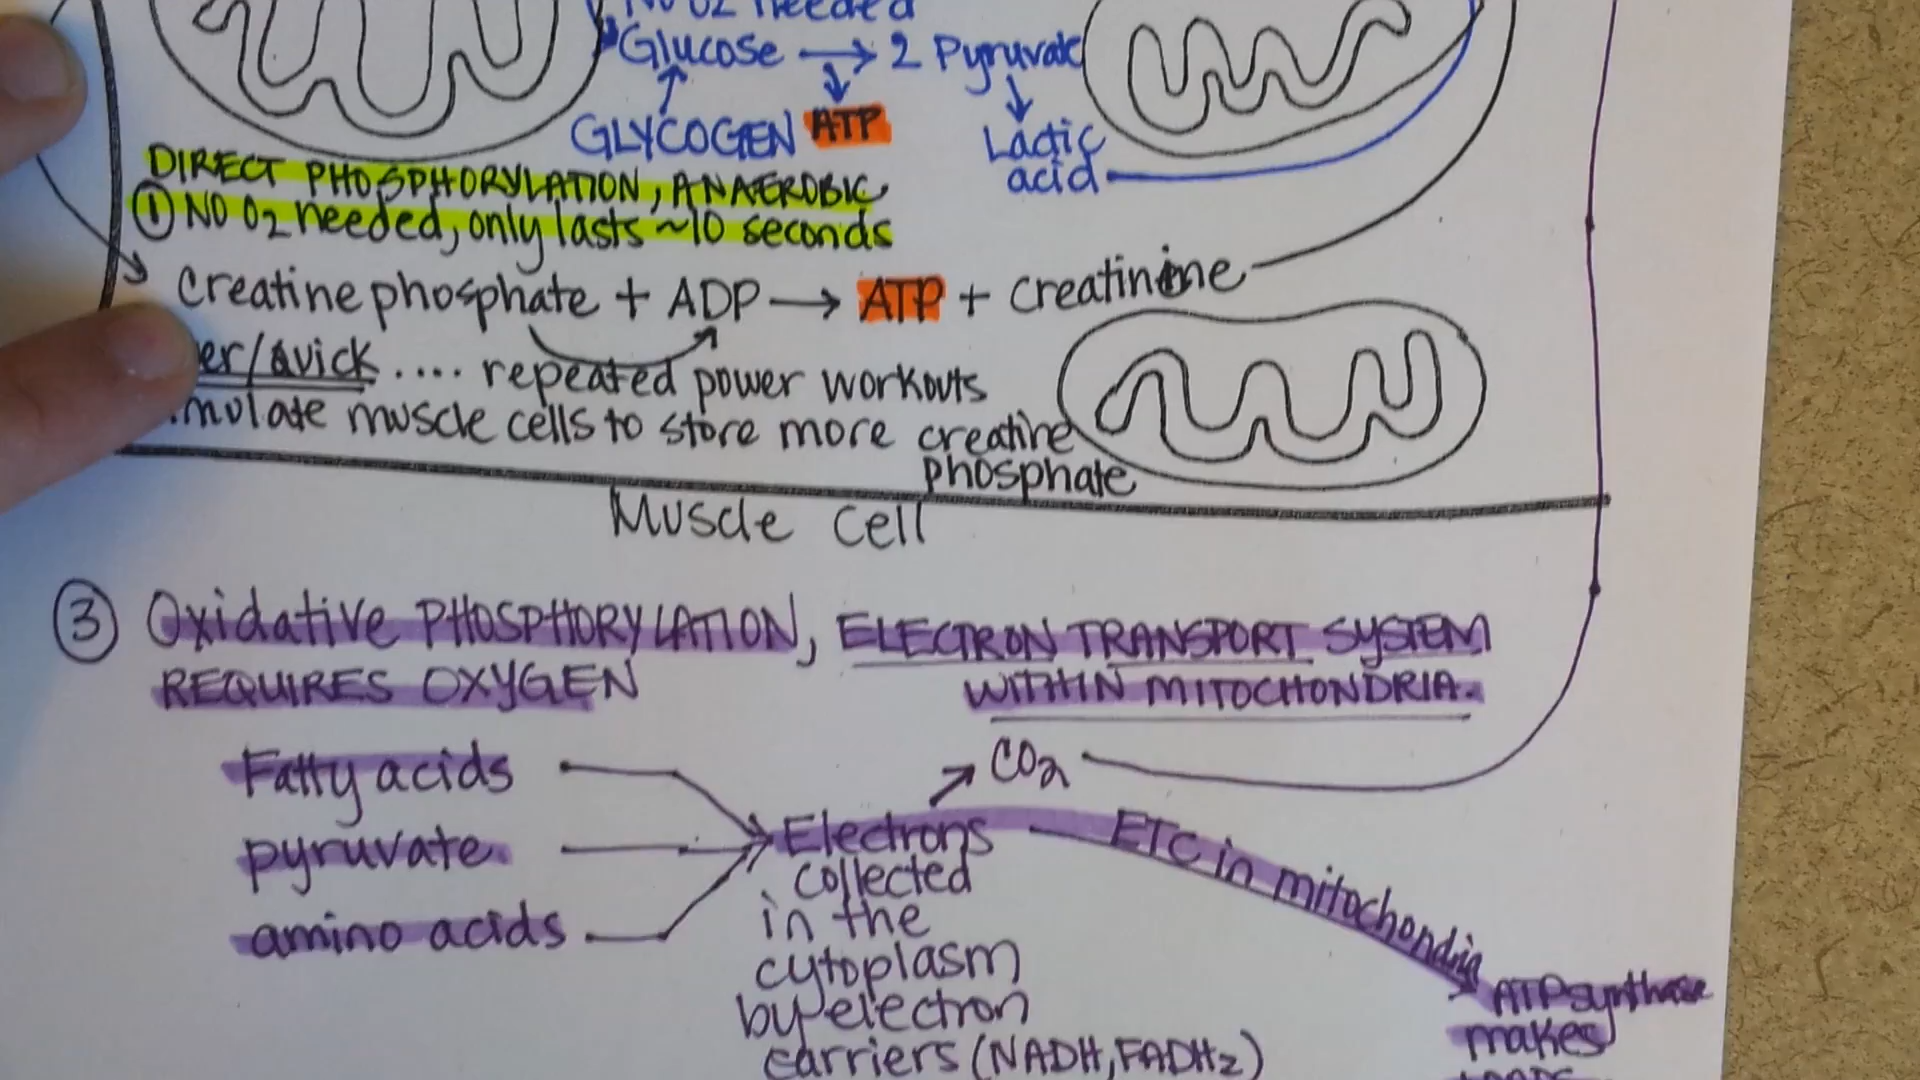 No O2 needed
Glucose → 2 Pyruvate
GLYCOGEN ATP
Lactic
acid
DIRECT PHOSPHORYLATION, ANAEROBIC
① NO O2 needed, only lasts ~10 seconds
Creatine phosphate + ADP → ATP + Creatinine
er/quick .... repeated power workouts
mulate muscle cells to store more creatine
phosphate
Muscle cell
③ Oxidative PHOSPHORYLATION, ELECTRON TRANSPORT SYSTEM
REQUIRES OXYGEN WITHIN MITOCHONDRIA.
Fatty acids
pyruvate
amino acids
CO2
Electrons
collected
in the
cytoplasm
by electron
carriers (NADH, FADH2)
ETC in mitochondria
ATP synthase
makes